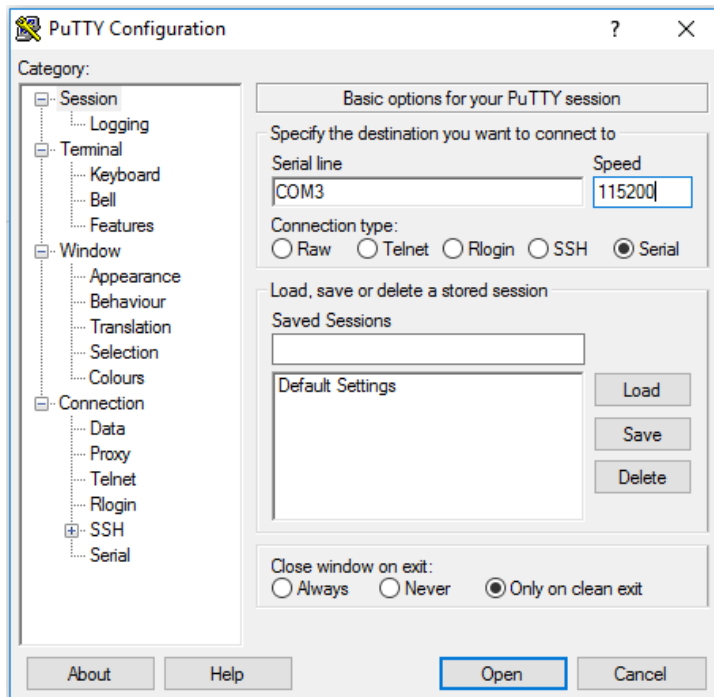 PuTTY Configuration
?
Category:
Session
Logging
Terminal
Keyboard
Bell
Features
Window
Appearance
Behaviour
Translation
Selection
Colours
Connection
Data
Proxy
Telnet
Rlogin
SSH
Serial
Basic options for your PuTTY session
Specify the destination you want to connect to
Serial line Speed
COM3 115200
Connection type:
Raw Telnet Rlogin SSH Serial
Load, save or delete a stored session
Saved Sessions
Default Settings
Load
Save
Delete
Close window on exit:
Always Never Only on clean exit
About Help Open Cancel